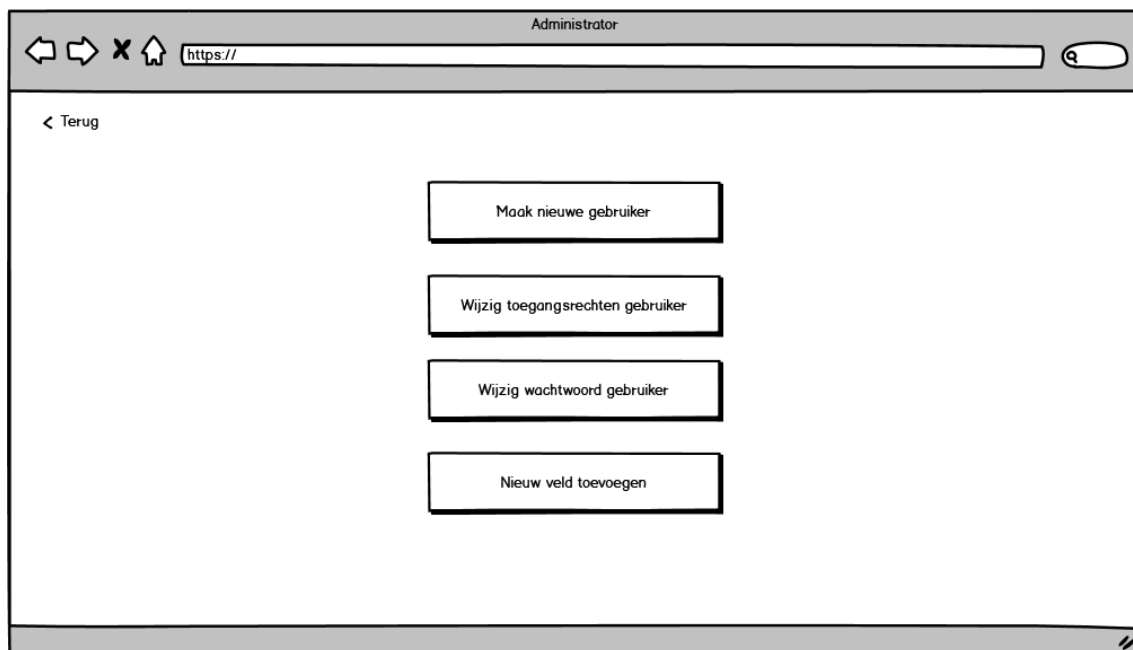 Administrator
https://
Terug
Maak nieuwe gebruiker
Wijzig toegangsrechten gebruiker
Wijzig wachtwoord gebruiker
Nieuw veld toevoegen